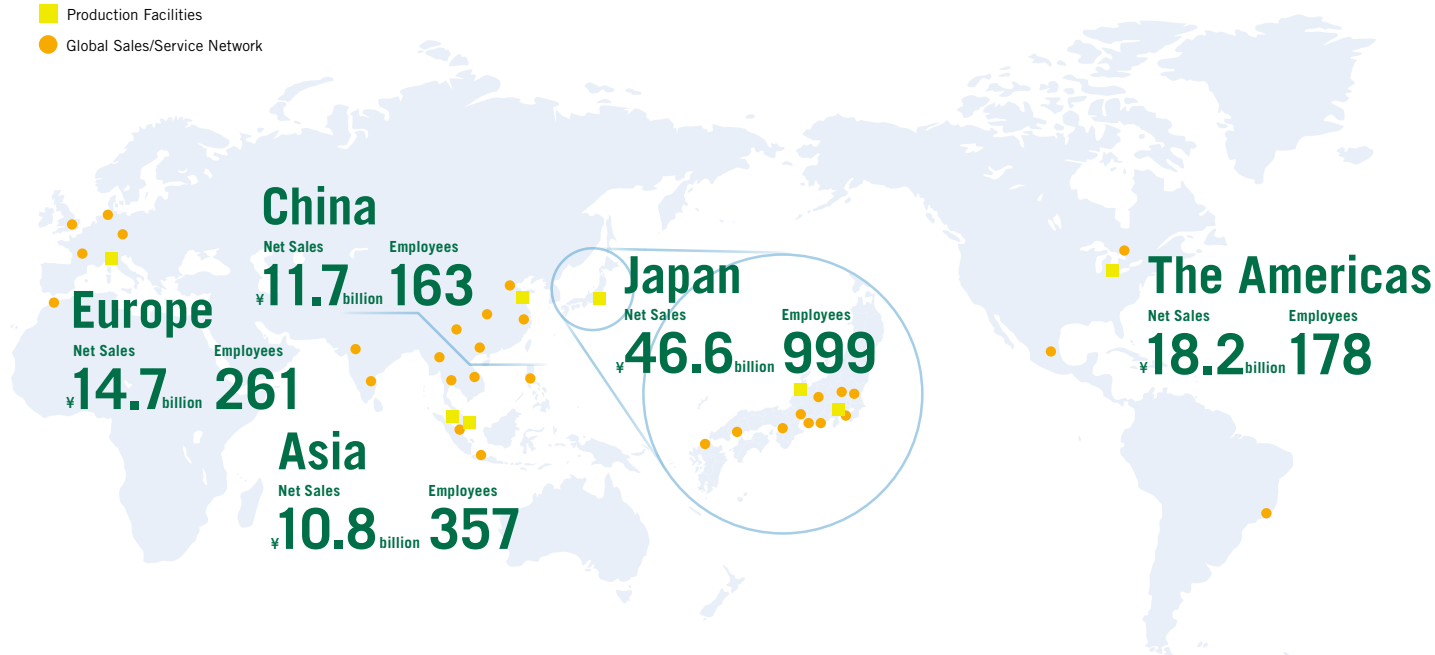 Production Facilities
Global Sales/Service Network
China
Net Sales Employees
¥11.7billion 163
Europe
Net Sales Employees
¥14.7billion 261
Asia
Net Sales Employees
¥10.8billion 357
Japan
Net Sales Employees
¥46.6billion 999
The Americas
Net Sales Employees
¥18.2billion 178